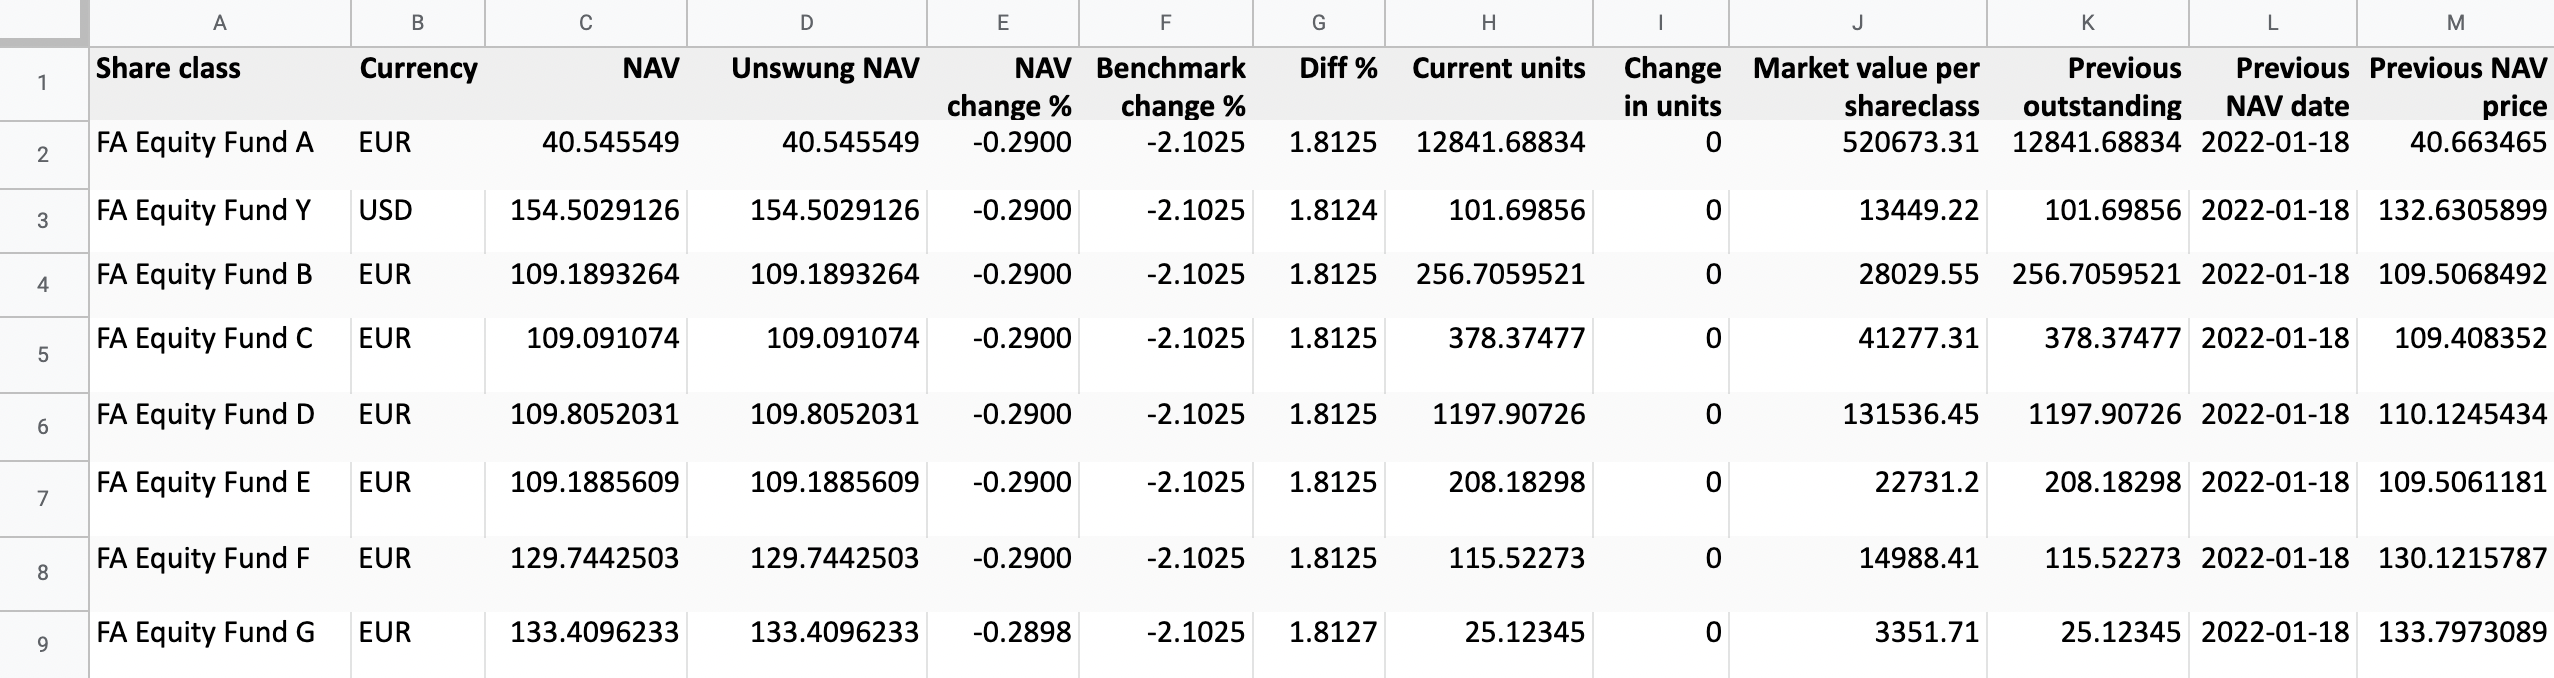 A B C D E F G H I J K L M
1 Share class Currency NAV Unswung NAV NAV change % Benchmark change % Diff % Current units Change in units Market value per shareclass Previous outstanding Previous NAV date Previous NAV price
2 FA Equity Fund A EUR 40.545549 40.545549 -0.2900 -2.1025 1.8125 12841.68834 0 520673.31 12841.68834 2022-01-18 40.663465
3 FA Equity Fund Y USD 154.5029126 154.5029126 -0.2900 -2.1025 1.8124 101.69856 0 13449.22 101.69856 2022-01-18 132.6305899
4 FA Equity Fund B EUR 109.1893264 109.1893264 -0.2900 -2.1025 1.8125 256.7059521 0 28029.55 256.7059521 2022-01-18 109.5068492
5 FA Equity Fund C EUR 109.091074 109.091074 -0.2900 -2.1025 1.8125 378.37477 0 41277.31 378.37477 2022-01-18 109.408352
6 FA Equity Fund D EUR 109.8052031 109.8052031 -0.2900 -2.1025 1.8125 1197.90726 0 131536.45 1197.90726 2022-01-18 110.1245434
7 FA Equity Fund E EUR 109.1885609 109.1885609 -0.2900 -2.1025 1.8125 208.18298 0 22731.2 208.18298 2022-01-18 109.5061181
8 FA Equity Fund F EUR 129.7442503 129.7442503 -0.2900 -2.1025 1.8125 115.52273 0 14988.41 115.52273 2022-01-18 130.1215787
9 FA Equity Fund G EUR 133.4096233 133.4096233 -0.2898 -2.1025 1.8127 25.12345 0 3351.71 25.12345 2022-01-18 133.7973089